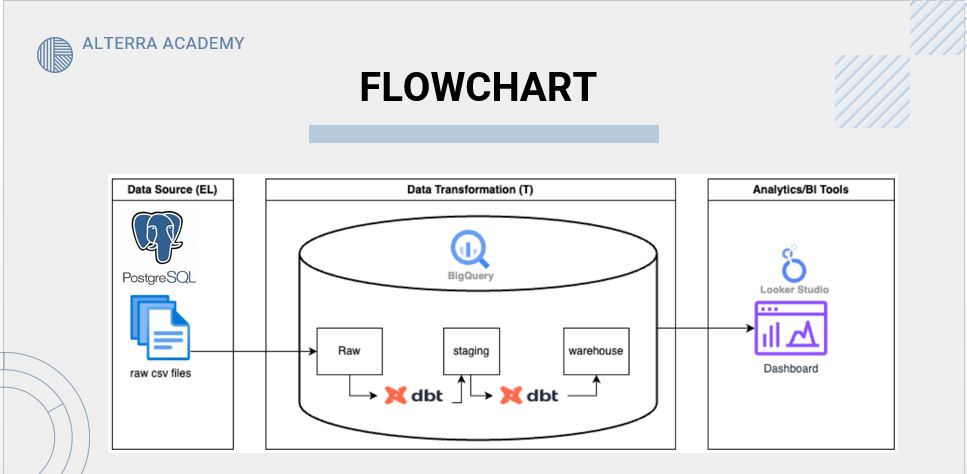 ALTERRA ACADEMY
FLOWCHART
Data Source (EL)
PostgreSQL
raw csv files
Data Transformation (T)
BigQuery
Raw
staging
warehouse
dbt
dbt
Analytics/BI Tools
Looker Studio
Dashboard